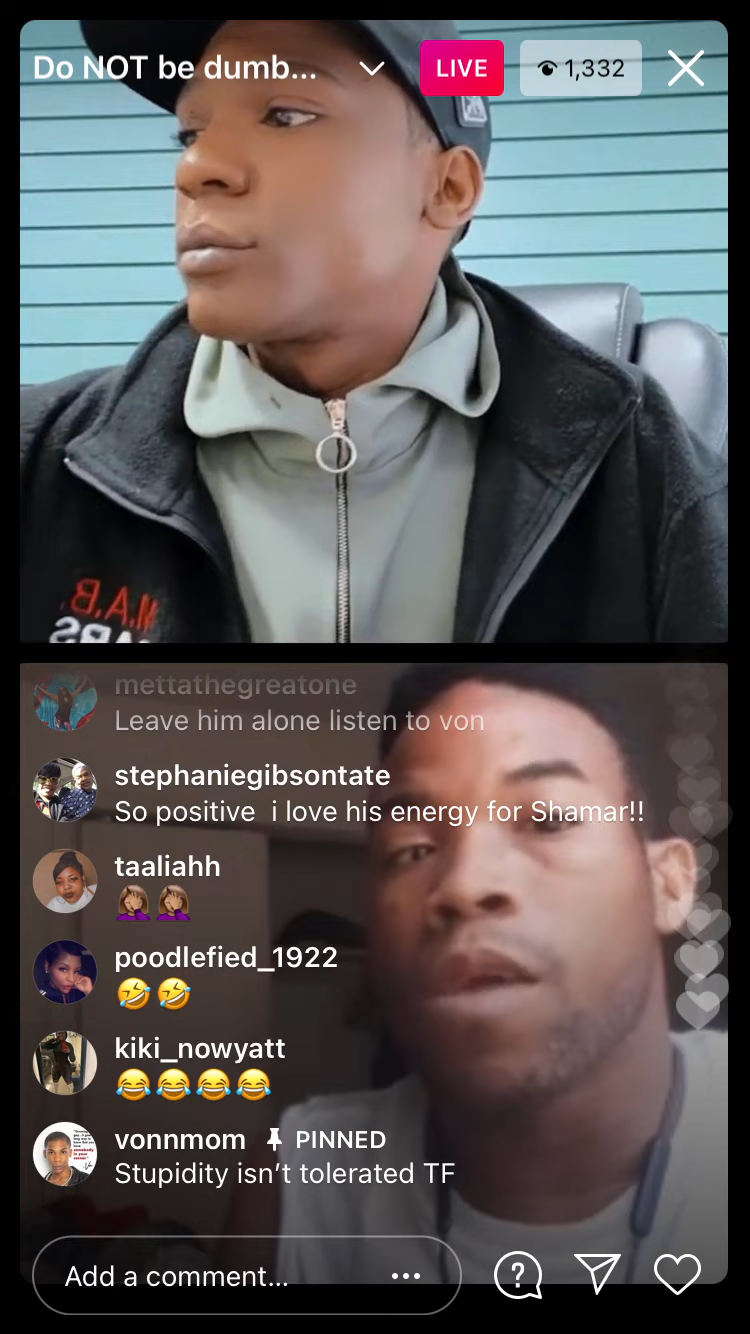 Do NOT be dumb...
LIVE
1,332
mettathegreatone
Leave him alone listen to von
stephaniegibsontate
So positive  i love his energy for Shamar!!
taaliahh
🤦🏽‍♀️🤦🏽‍♀️
poodlefied_1922
🤣🤣
kiki_nowyatt
😂😂😂😂
vonnmom PINNED
Stupidity isn’t tolerated TF
Add a comment...